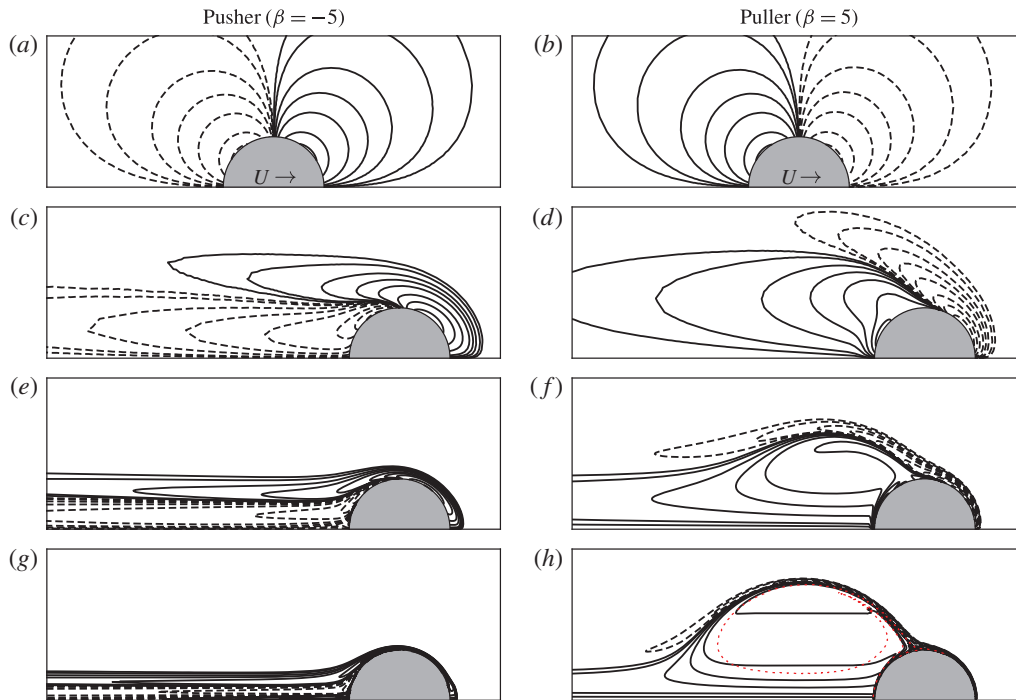 Pusher (β = −5)
Puller (β = 5)
(a)
(b)
U →
U →
(c)
(d)
(e)
(f)
(g)
(h)